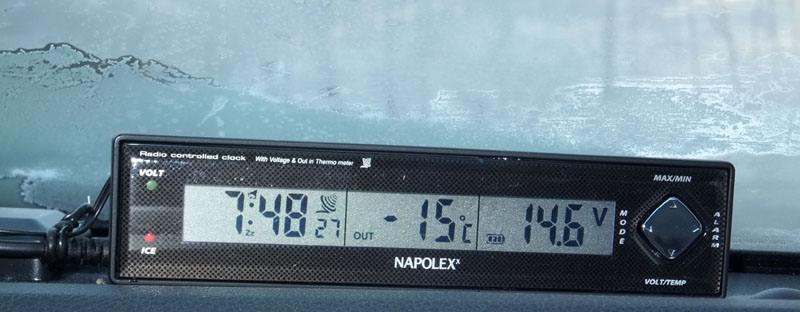 Radio controlled clock With Voltage & Out in Thermo meter
VOLT
MAX/MIN
7:48 27
OUT -15°C
14.6 V
MODE
ALARM
ICE
NAPOLEX
VOLT/TEMP